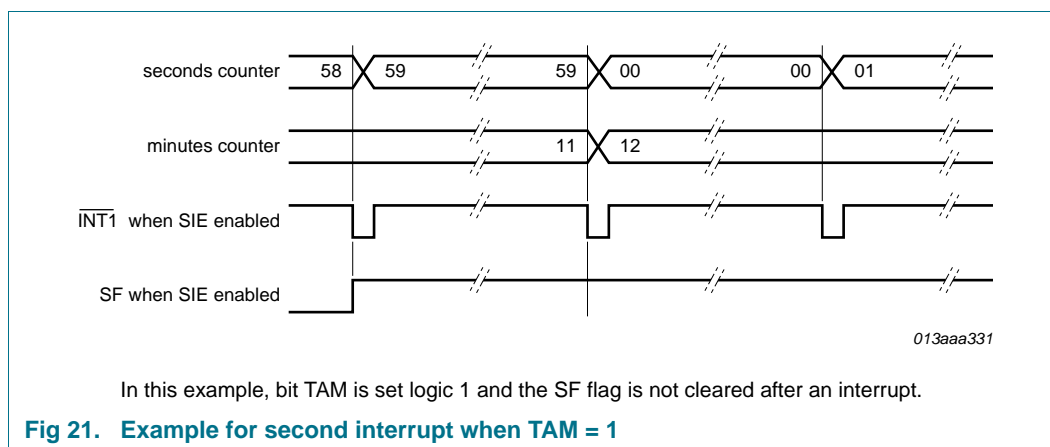 seconds counter 58 59 59 00 00 01
minutes counter 11 12
INT1 when SIE enabled
SF when SIE enabled
013aaa331
In this example, bit TAM is set logic 1 and the SF flag is not cleared after an interrupt.
Fig 21. Example for second interrupt when TAM = 1